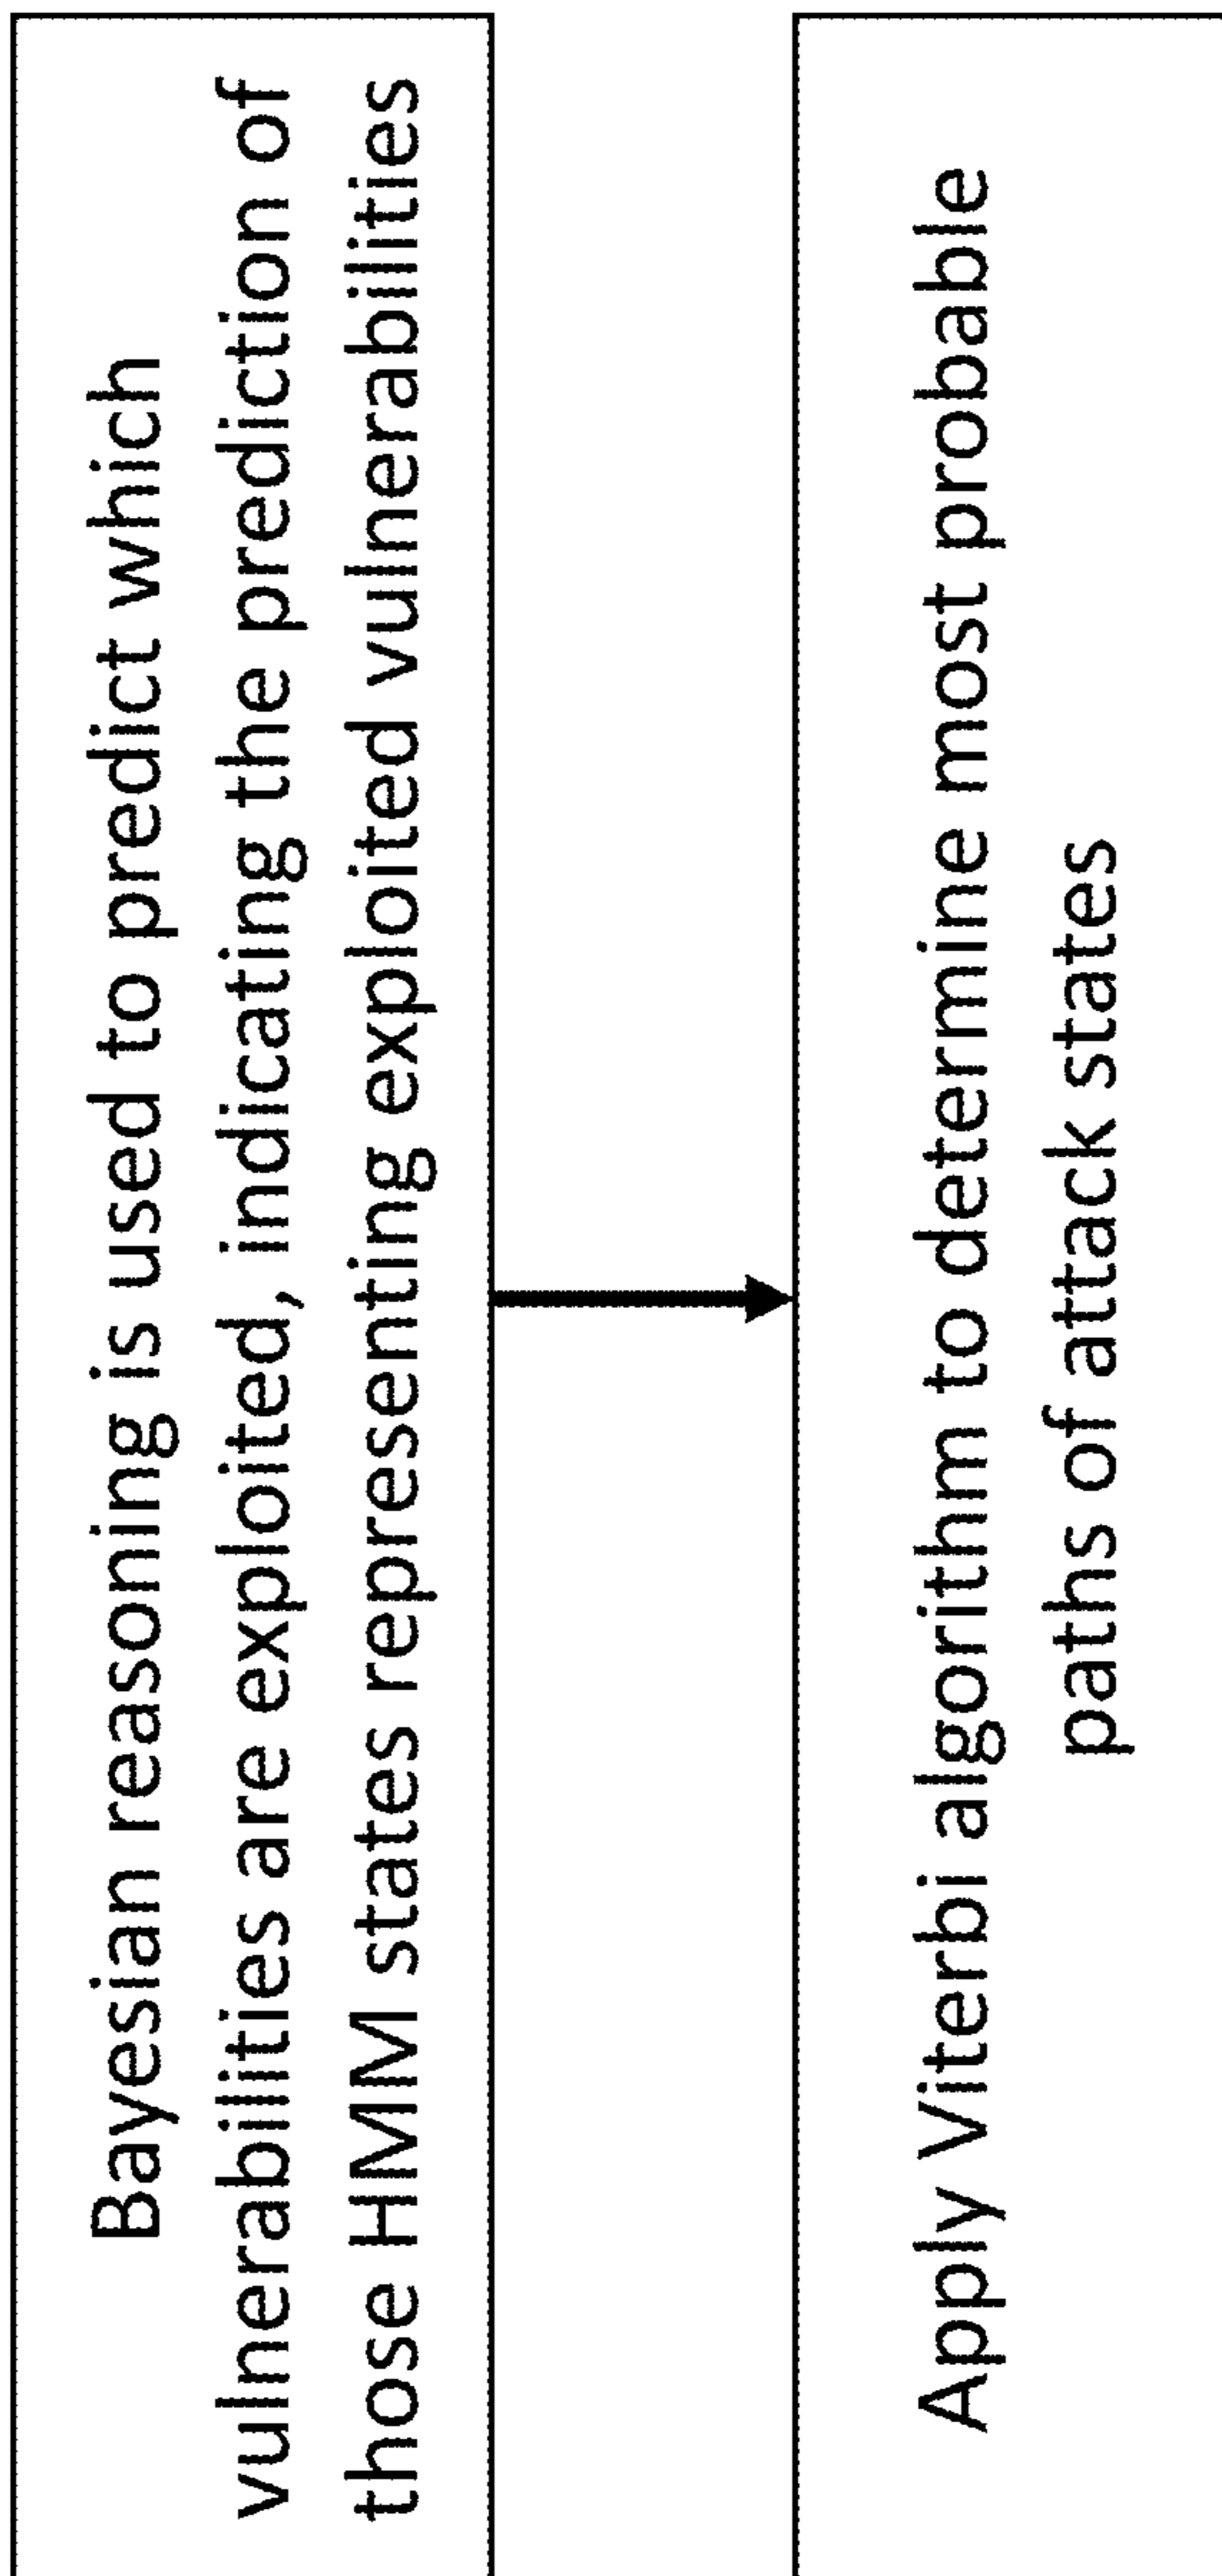 Bayesian reasoning is used to predict which
vulnerabilities are exploited, indicating the prediction of
those HMM states representing exploited vulnerabilities
Apply Viterbi algorithm to determine most probable
paths of attack states